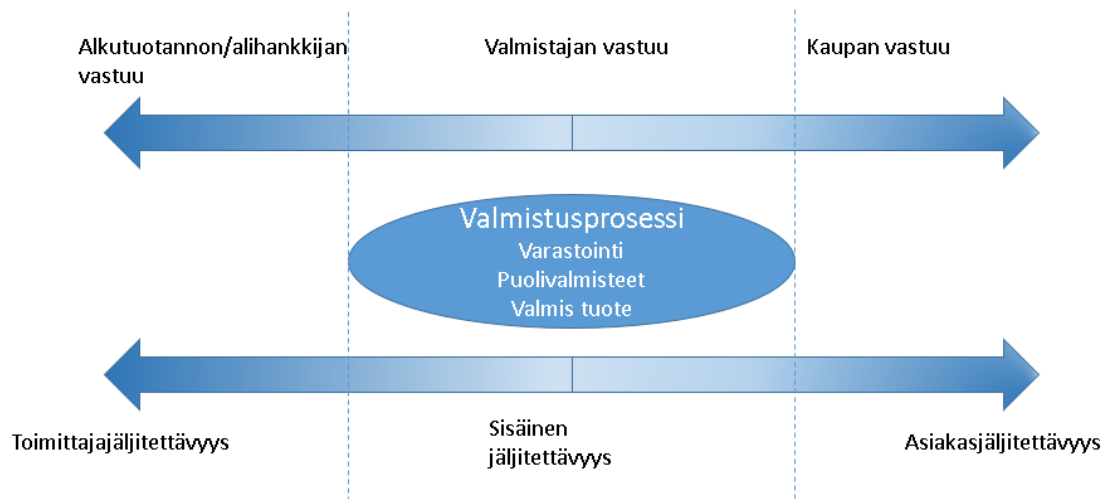 Alkutuotannon/alihankkijan
vastuu
Valmistajan vastuu
Kaupan vastuu
Valmistusprosessi
Varastointi
Puolivalmisteet
Valmis tuote
Toimittajajäljitettävyys
Sisäinen
jäljitettävyys
Asiakasjäljitettävyys